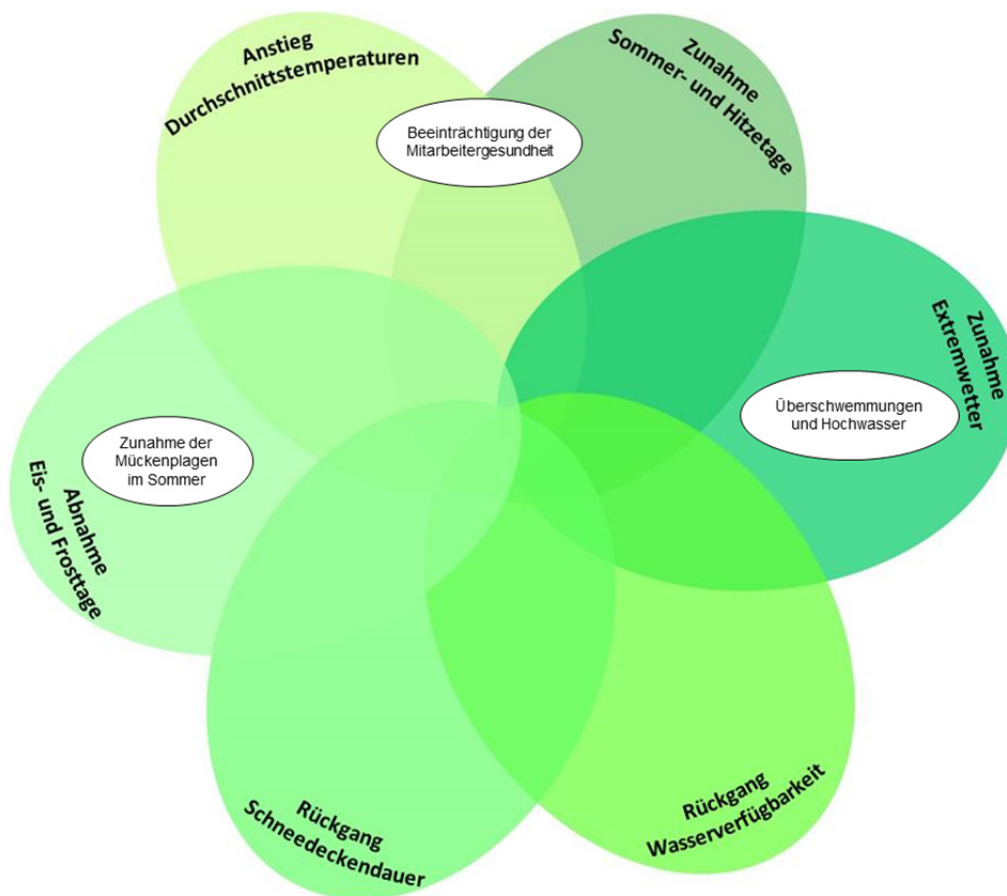 Anstieg
Durchschnittstemperaturen
Zunahme
Sommer- und Hitzetage
Beeinträchtigung der
Mitarbeitergesundheit
Zunahme
Extremwetter
Überschwemmungen
und Hochwasser
Zunahme der
Mückenplagen
im Sommer
Abnahme
Eis- und Frosttage
Rückgang
Schneedeckendauer
Rückgang
Wasserverfügbarkeit